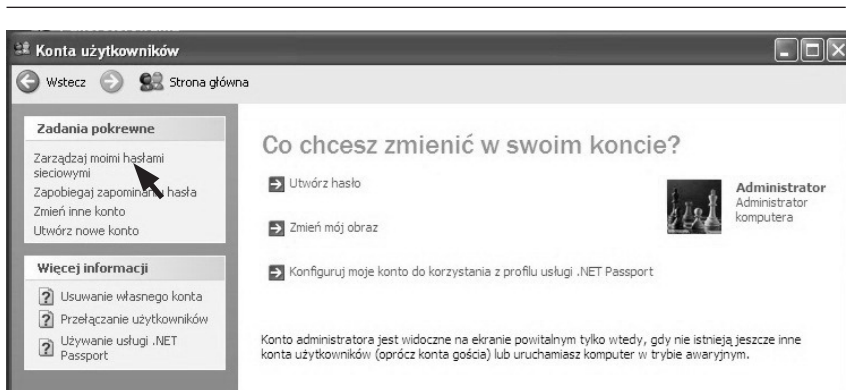 Konta użytkowników
Wstecz
Strona główna
Zadania pokrewne
Zarządzaj moimi hasłami
sieciowymi
Zapobiegaj zapominaniu hasła
Zmień inne konto
Utwórz nowe konto
Więcej informacji
Usuwanie własnego konta
Przełączanie użytkowników
Używanie usługi .NET
Passport
Co chcesz zmienić w swoim koncie?
Utwórz hasło
Zmień mój obraz
Konfiguruj moje konto do korzystania z profilu usługi .NET Passport
Administrator
Administrator
komputera
Konto administratora jest widoczne na ekranie powitalnym tylko wtedy, gdy nie istnieją jeszcze inne
konta użytkowników (oprócz konta gościa) lub uruchamiasz komputer w trybie awaryjnym.